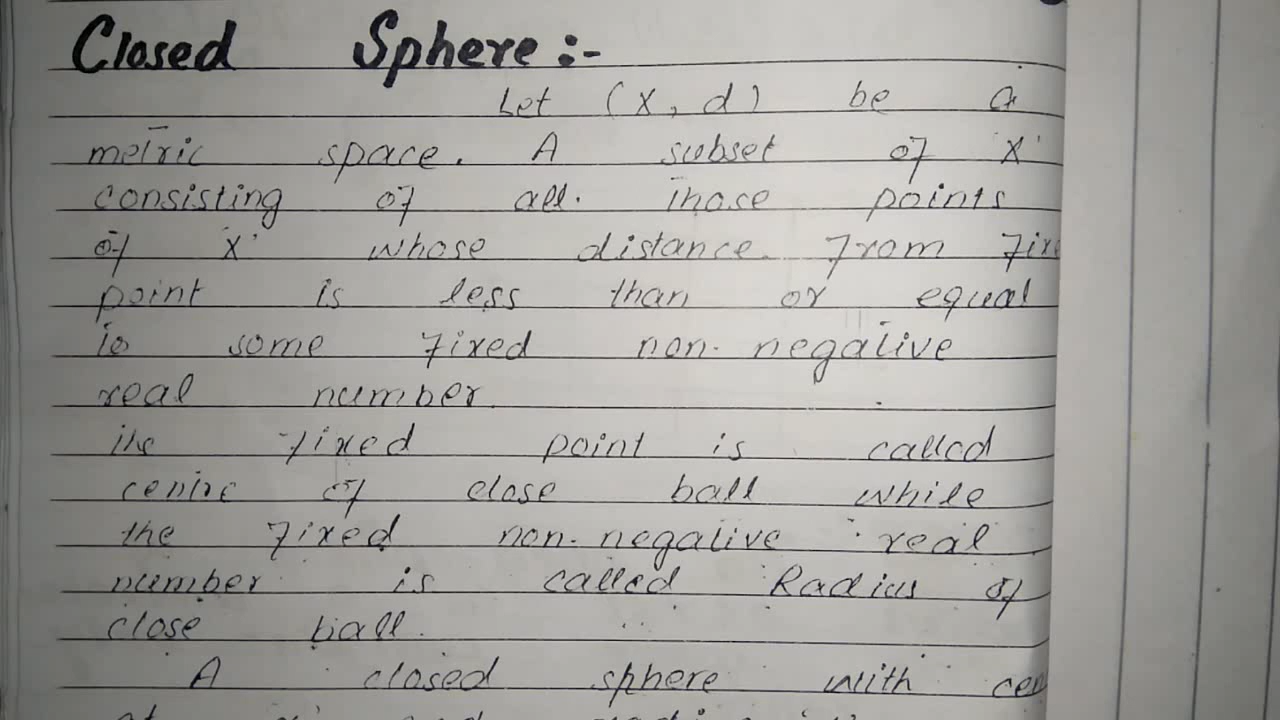 Closed Sphere :-
Let (X, d) be a
metric space. A subset of X
consisting of all those points
of X whose distance from fixe
point is less than or equal
to some fixed non-negative
real number.
the fixed point is called
centre of close ball while
the fixed non-negative real
number is called Radius of
close ball.
A closed sphere with cen